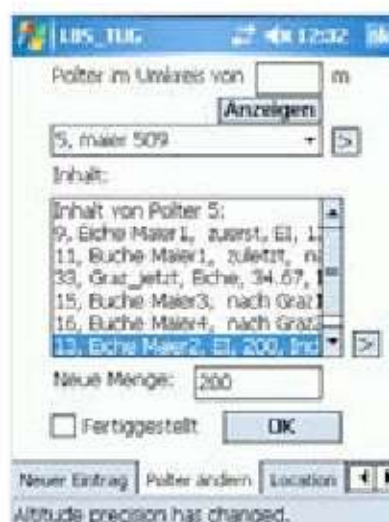 LBS_TUG 12:02 ok
Polter im Umkreis von m
Anzeigen
5, maier 509
>
Inhalt:
Inhalt von Polter 5:
9, Eiche Maier1, zuerst, EI,
11, Buche Maier1, zuletzt,
33, Graz_jetzt, Eiche, 34.67,
15, Buche Maier3, nach Graz
16, Buche Maier4, nach Graz
13, Eiche Maier2, EI, 200, Ind
>
Neue Menge: 200
Fertiggestellt OK
Neuer Eintrag Polter ändern Location
Altitude precision has changed.